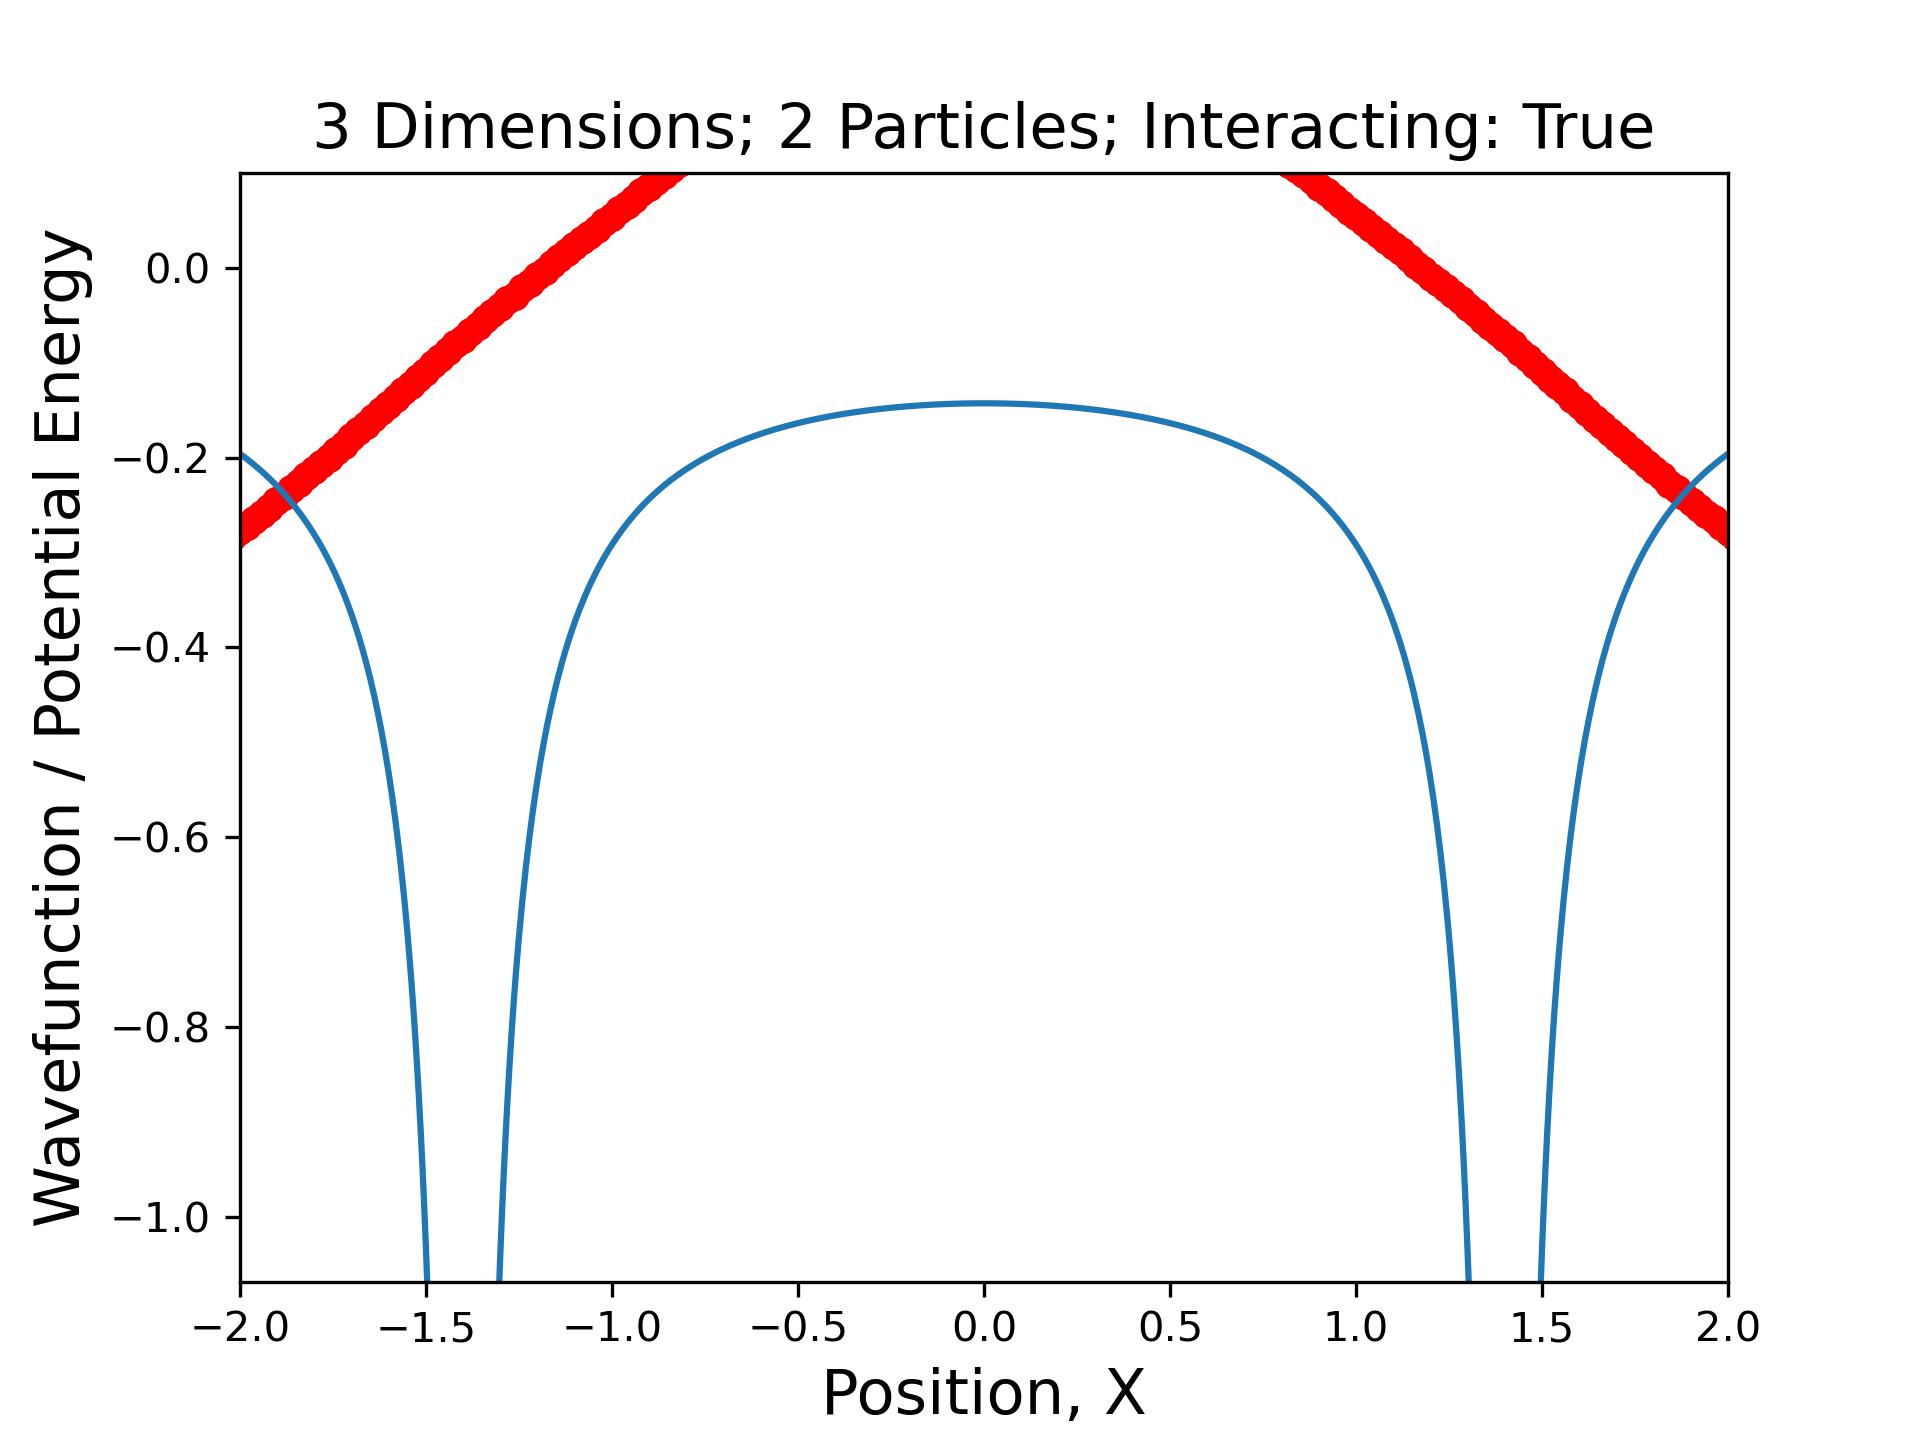 3 Dimensions; 2 Particles; Interacting: True
Wavefunction / Potential Energy
0.0
−0.2
−0.4
−0.6
−0.8
−1.0
−2.0 −1.5 −1.0 −0.5 0.0 0.5 1.0 1.5 2.0
Position, X